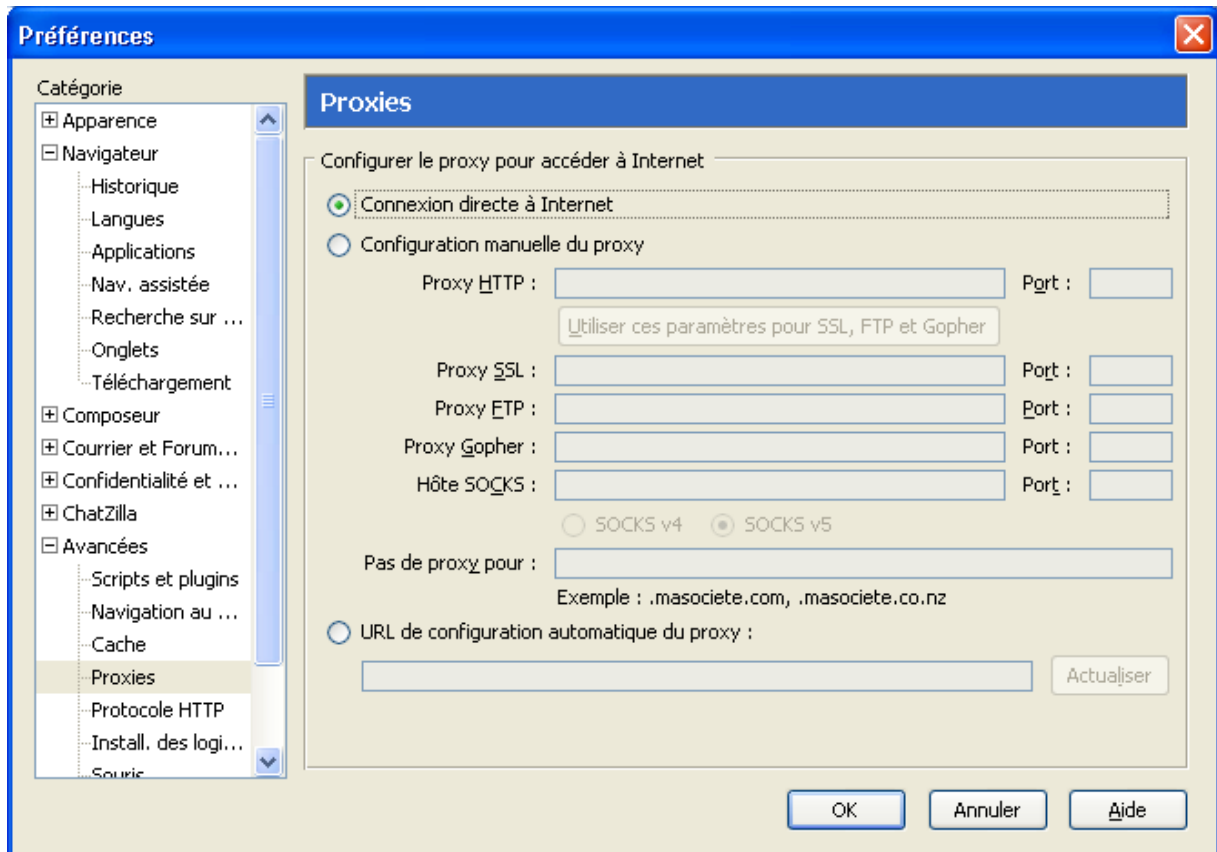 Préférences
Catégorie
Apparence
Navigateur
Historique
Langues
Applications
Nav. assistée
Recherche sur ...
Onglets
Téléchargement
Composeur
Courrier et Forum...
Confidentialité et ...
ChatZilla
Avancées
Scripts et plugins
Navigation au ...
Cache
Proxies
Protocole HTTP
Install. des logi...
Souris
Proxies
Configurer le proxy pour accéder à Internet
Connexion directe à Internet
Configuration manuelle du proxy
Proxy HTTP : Port :
Utiliser ces paramètres pour SSL, FTP et Gopher
Proxy SSL : Port :
Proxy FTP : Port :
Proxy Gopher : Port :
Hôte SOCKS : Port :
SOCKS v4 SOCKS v5
Pas de proxy pour :
Exemple : .masociete.com, .masociete.co.nz
URL de configuration automatique du proxy :
Actualiser
OK Annuler Aide